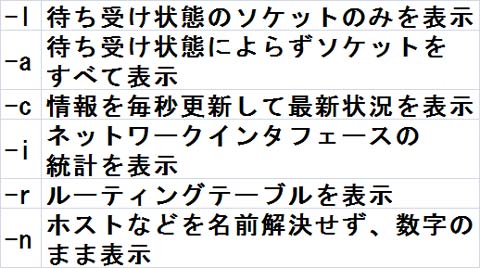 -l 待ち受け状態のソケットのみを表示
-a 待ち受け状態によらずソケットを
すべて表示
-c 情報を毎秒更新して最新状況を表示
-i ネットワークインタフェースの
統計を表示
-r ルーティングテーブルを表示
-n ホストなどを名前解決せず、数字の
まま表示